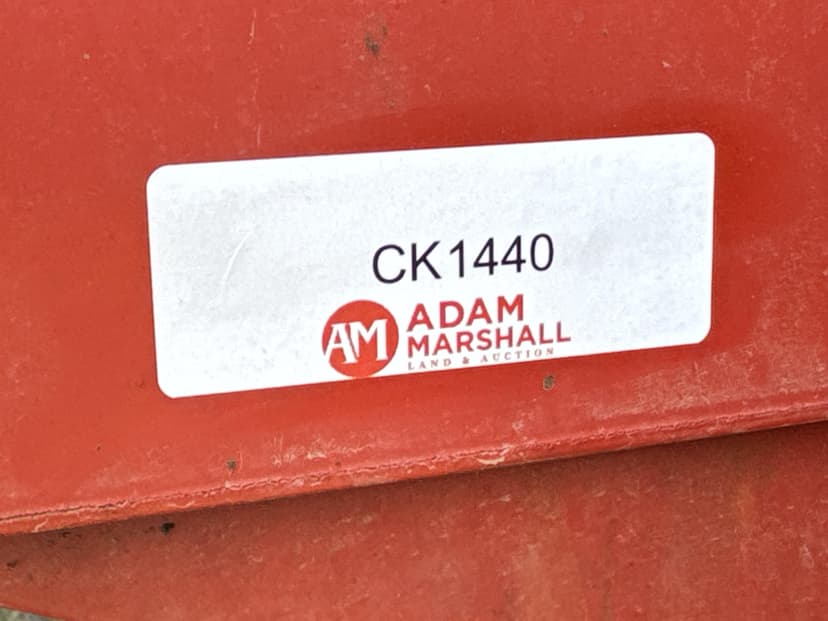 CK1440
AM
ADAM
MARSHALL
LAND & AUCTION